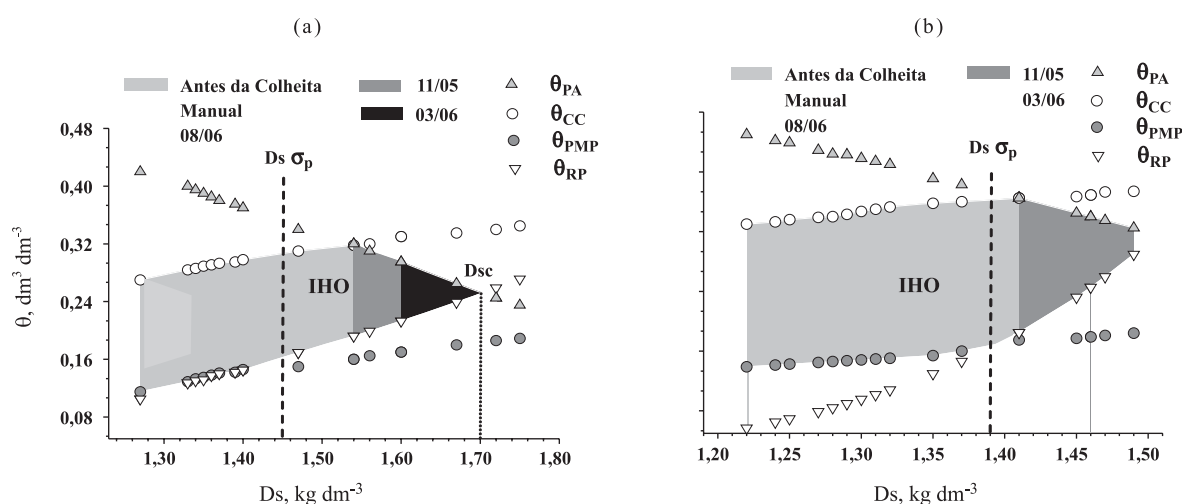 (a)
Antes da Colheita
Manual
08/06
11/05
03/06
θPA
θCC
θPMP
θRP
Ds σp
IHO
Dsc
0,48
0,40
0,32
0,24
0,16
0,08
θ, dm³ dm⁻³
1,30 1,40 1,50 1,60 1,70 1,80
Ds, kg dm⁻³
(b)
Antes da Colheita
Manual
08/06
11/05
03/06
θPA
θCC
θPMP
θRP
Ds σp
IHO
1,20 1,25 1,30 1,35 1,40 1,45 1,50
Ds, kg dm⁻³